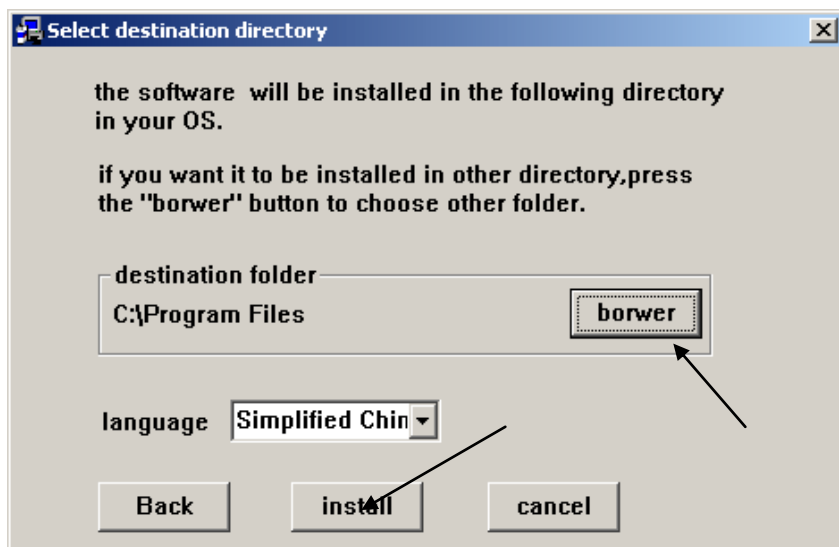 Select destination directory
the software  will be installed in the following directory
in your OS.
if you want it to be installed in other directory,press
the "borwer" button to choose other folder.
destination folder
C:\Program Files
borwer
language
Simplified Chin
Back
install
cancel